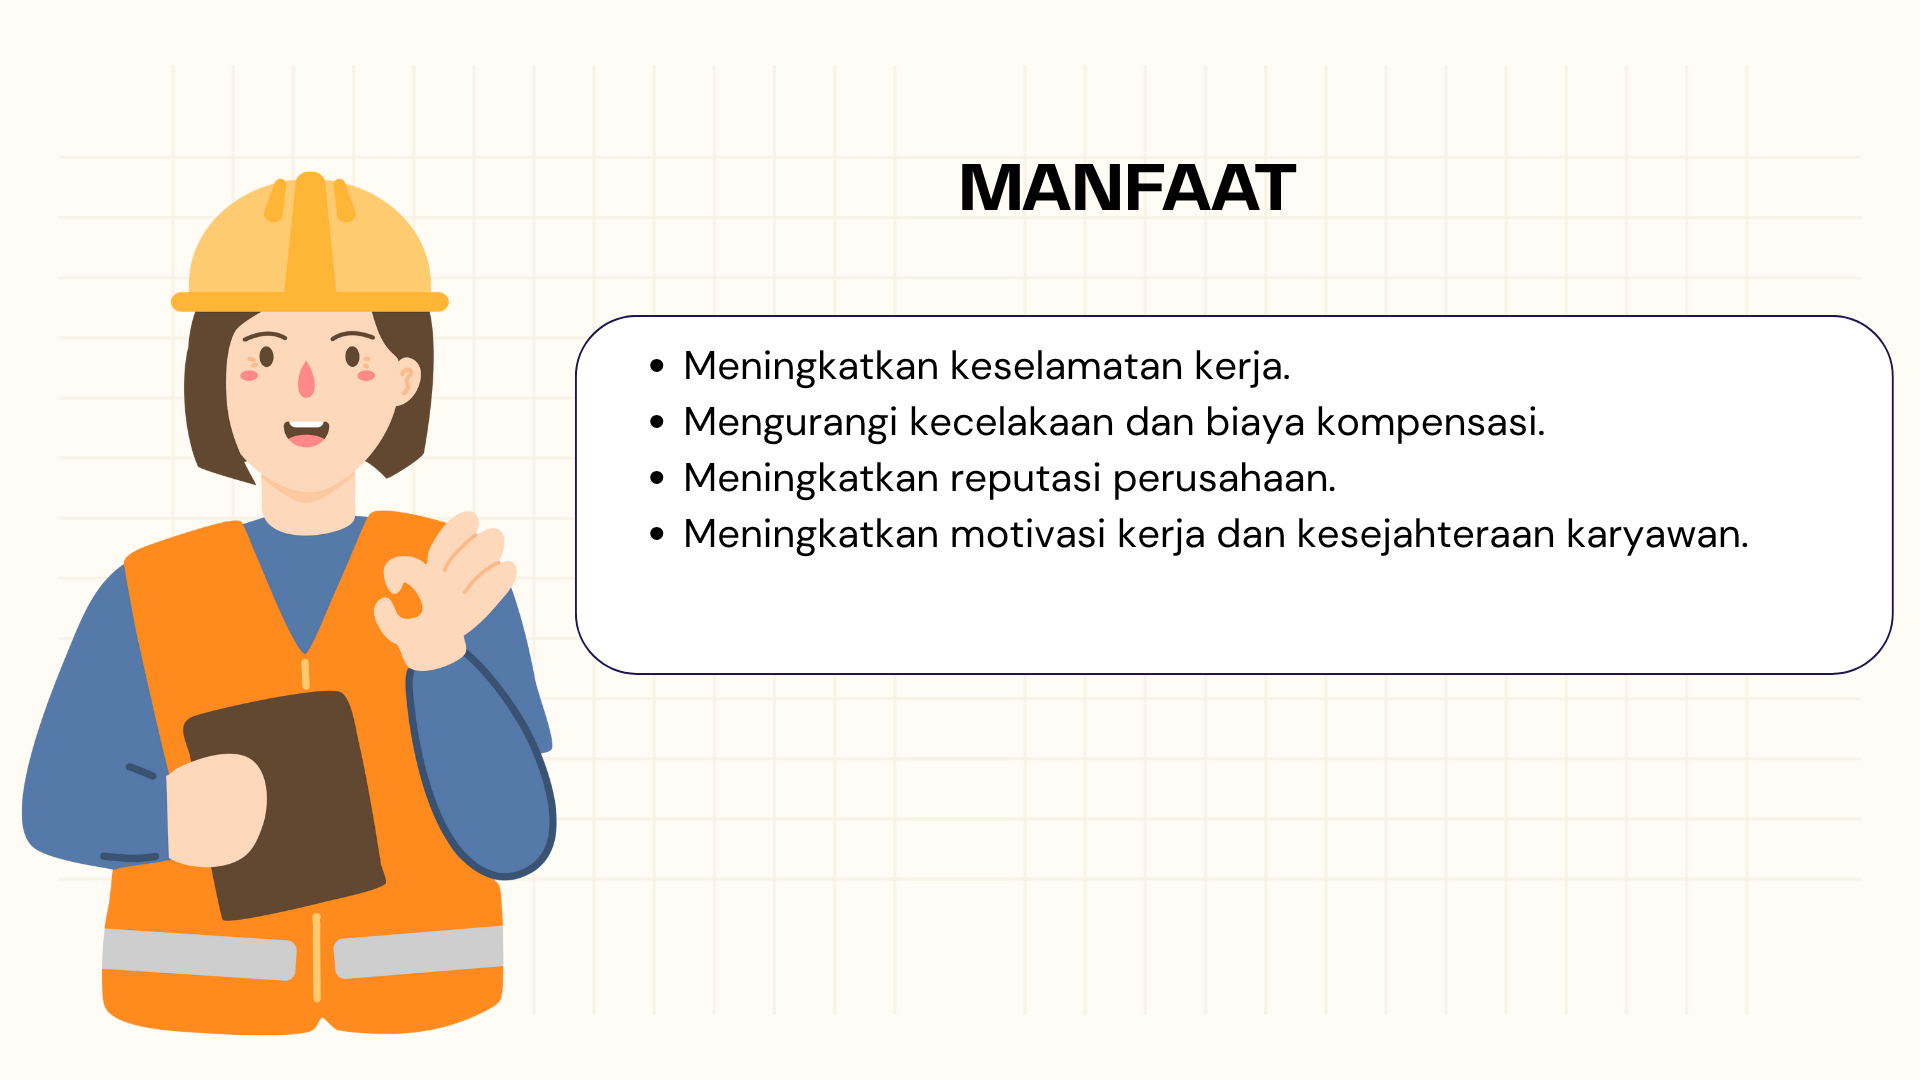 MANFAAT
• Meningkatkan keselamatan kerja.
• Mengurangi kecelakaan dan biaya kompensasi.
• Meningkatkan reputasi perusahaan.
• Meningkatkan motivasi kerja dan kesejahteraan karyawan.